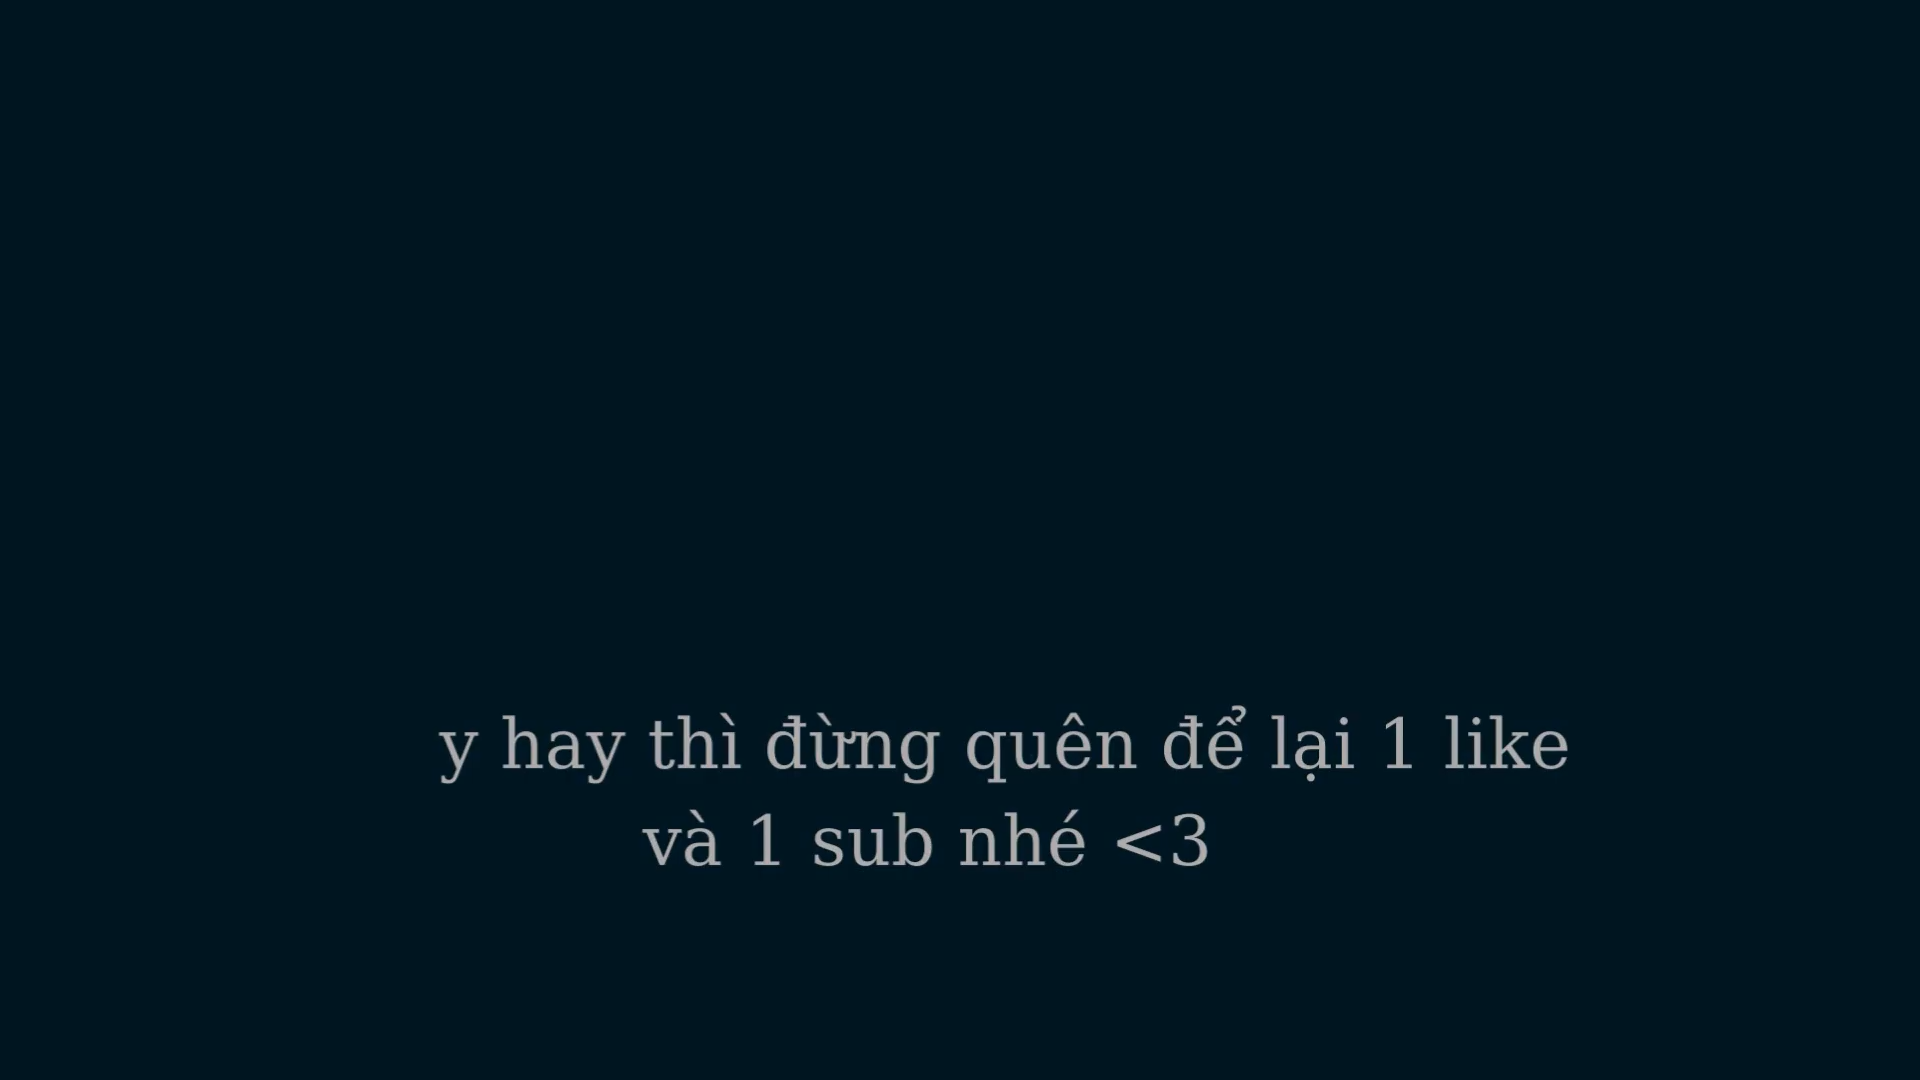 y hay thì đừng quên để lại 1 like
và 1 sub nhé <3